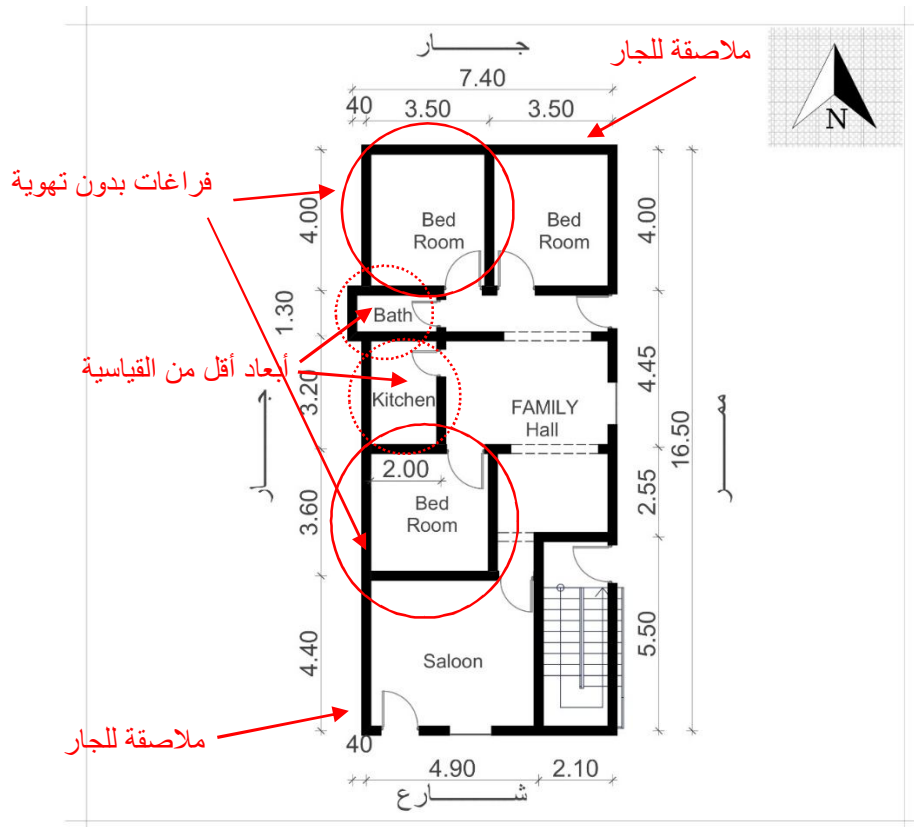 جـــــــار
ملاصقة للجار
7.40
40
3.50
3.50
N
فراغات بدون تهوية
4.00
Bed
Room
Bed
Room
4.00
1.30
Bath
أبعاد أقل من القياسية
3.20
Kitchen
FAMILY
Hall
4.45
16.50
جـــــــار
ممـــــر
2.00
Bed
Room
3.60
2.55
4.40
Saloon
5.50
ملاصقة للجار
40
4.90
2.10
شـــــــارع